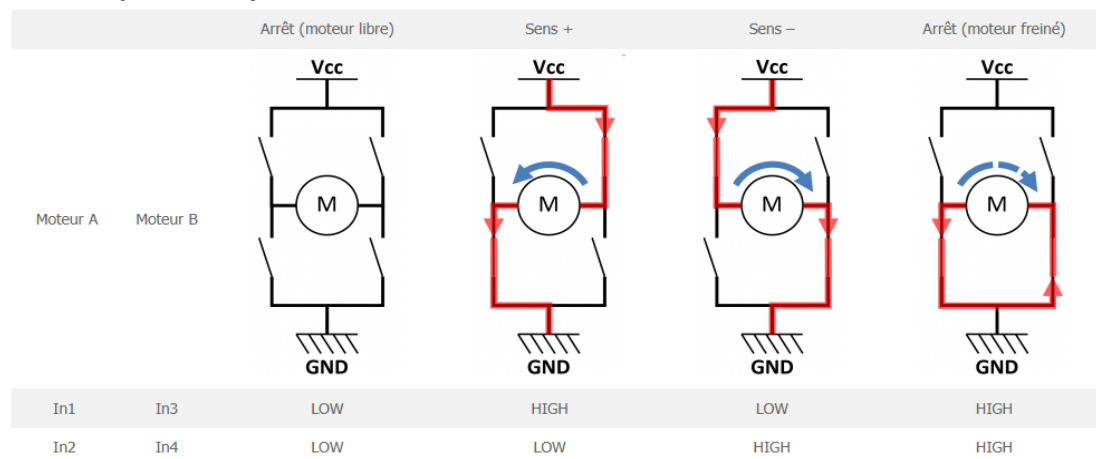 Arrêt (moteur libre) Sens + Sens – Arrêt (moteur freiné)
Vcc Vcc Vcc Vcc
M M M M
Moteur A Moteur B
GND GND GND GND
In1 In3 LOW HIGH LOW HIGH
In2 In4 LOW LOW HIGH HIGH